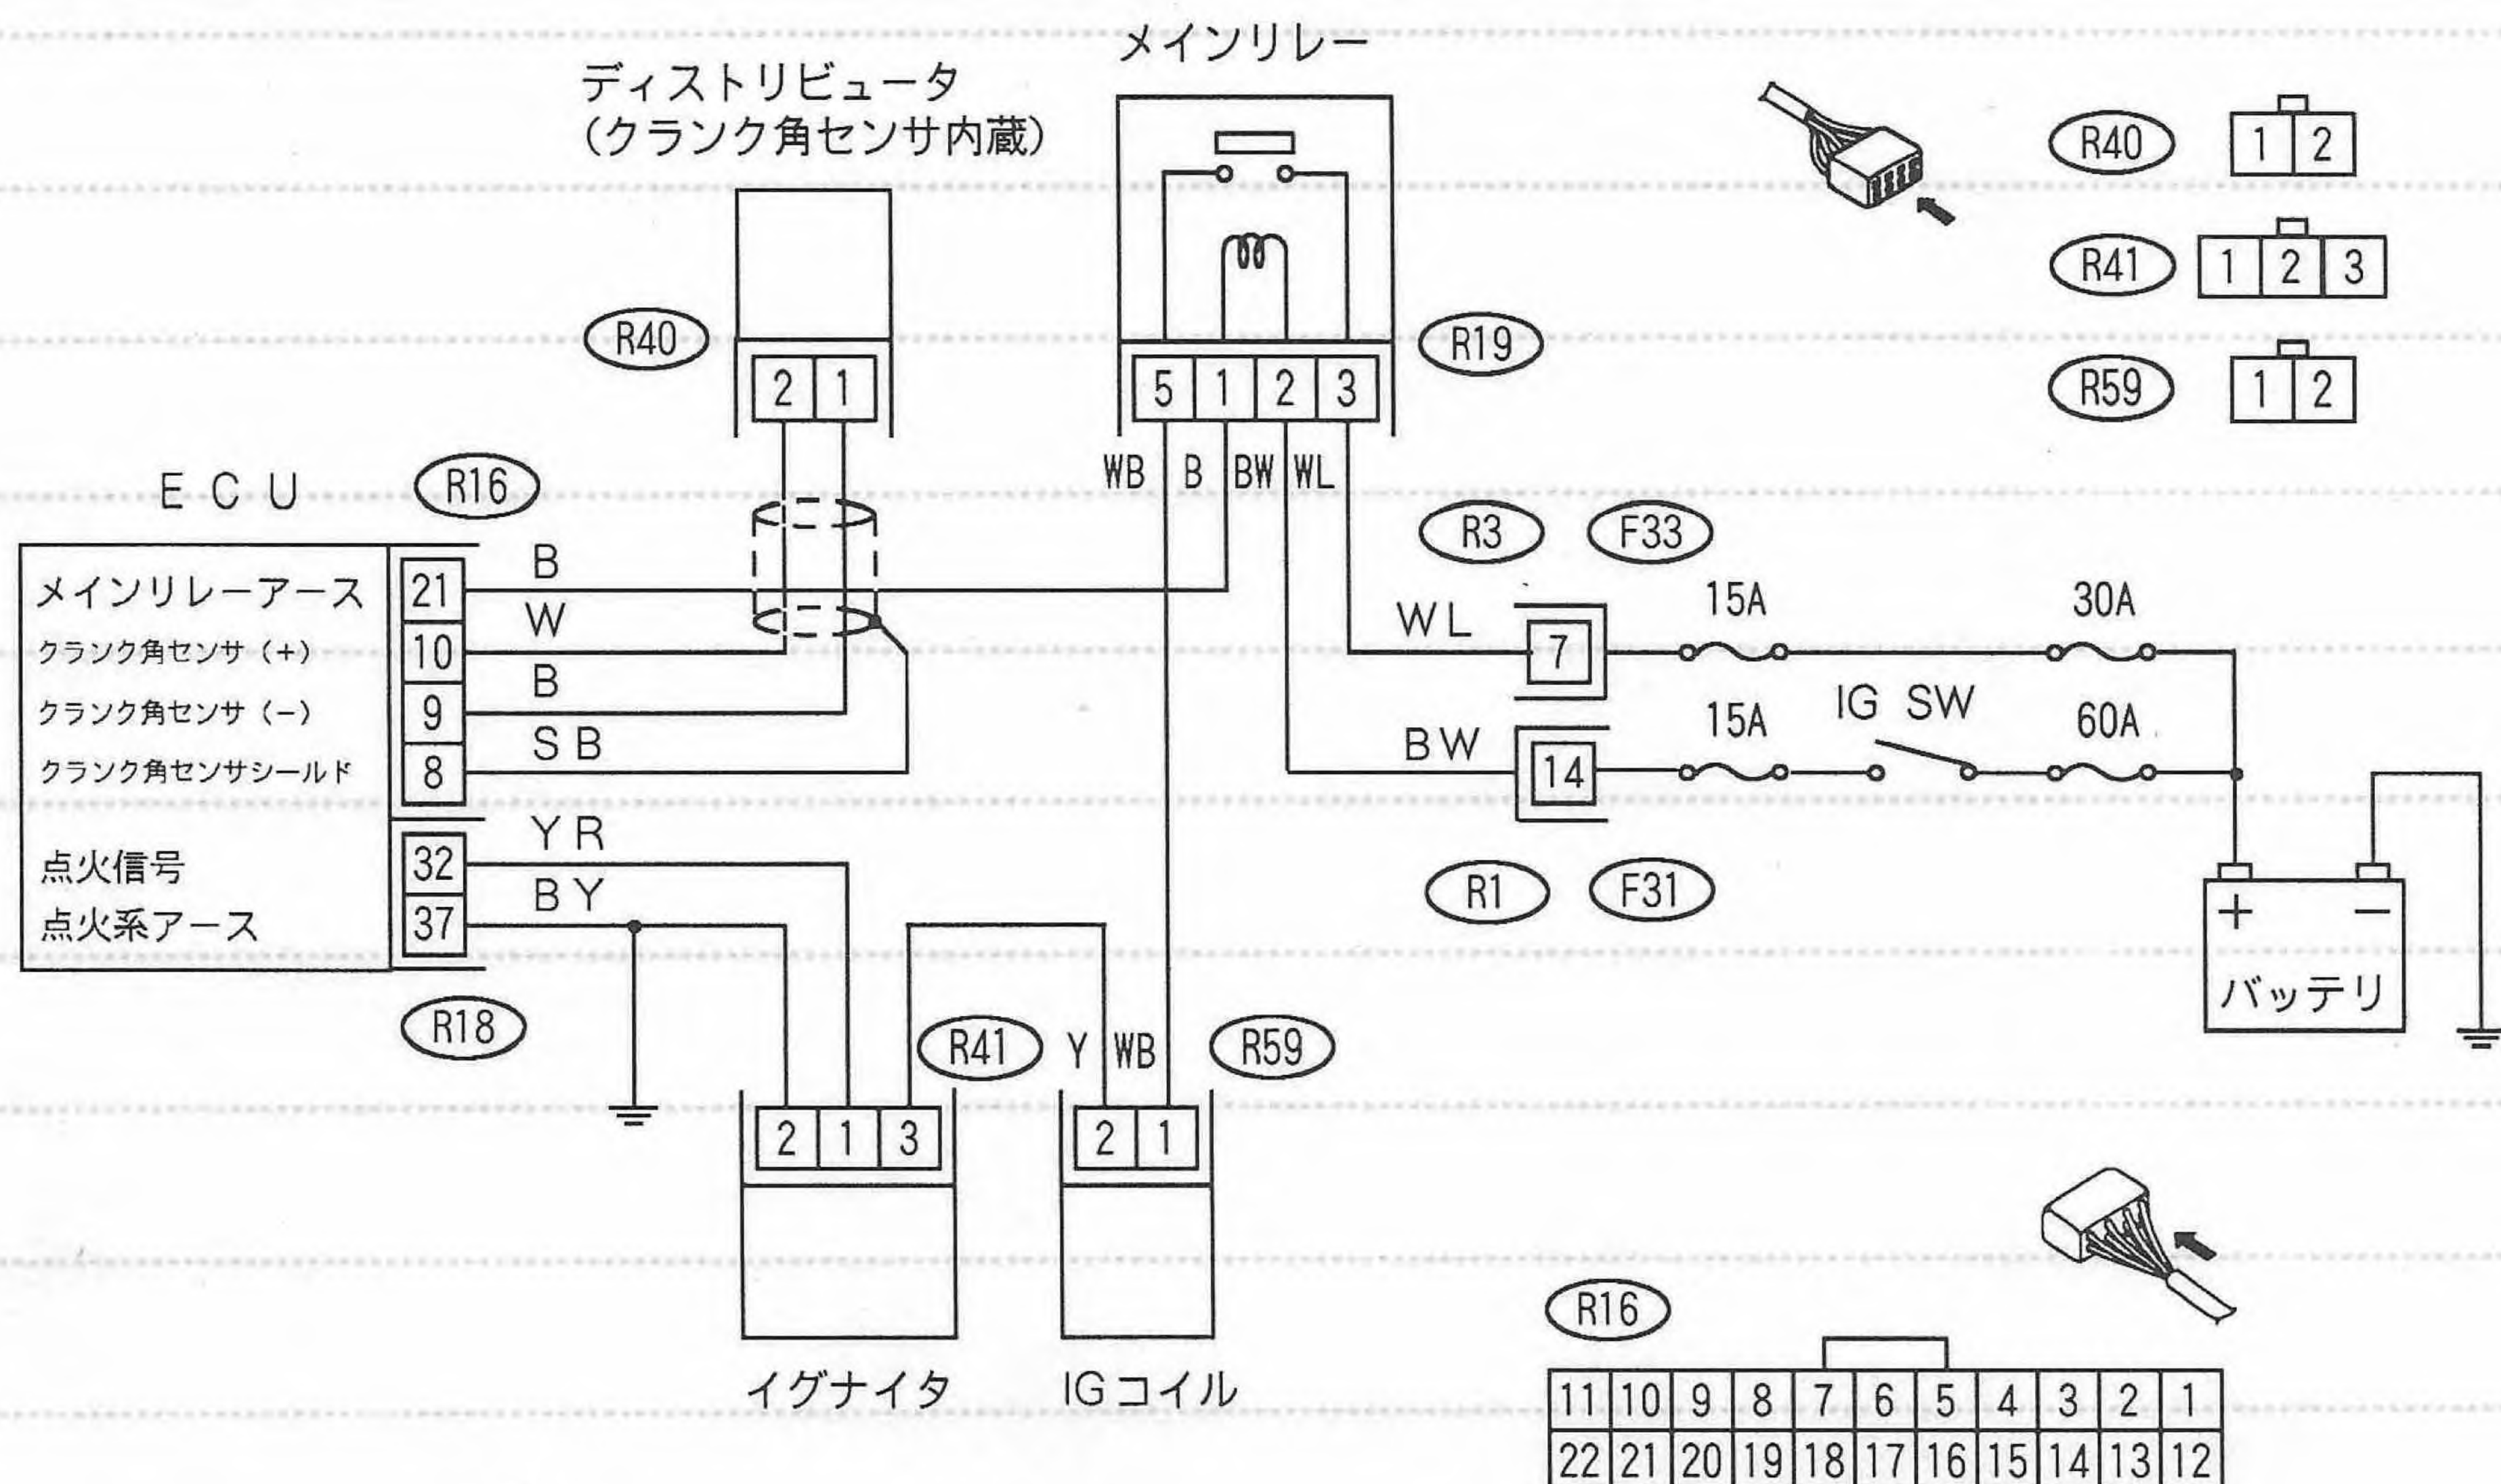 メインリレー
ディストリビュータ
(クランク角センサ内蔵)
R40 1 2
R41 1 2 3
R59 1 2
R40
R19
2 1
5 1 2 3
WB B BW WL
ECU
R16
R3 F33
メインリレーアース 21 B
クランク角センサ (+) 10 W
クランク角センサ (−) 9 B
クランク角センサシールド 8 SB
点火信号 32 YR
点火系アース 37 BY
R18
WL 7 15A 30A
BW 14 15A IG SW 60A
R1 F31
+ −
バッテリ
R41 Y WB R59
2 1 3
2 1
イグナイタ
IGコイル
R16
11 10 9 8 7 6 5 4 3 2 1
22 21 20 19 18 17 16 15 14 13 12